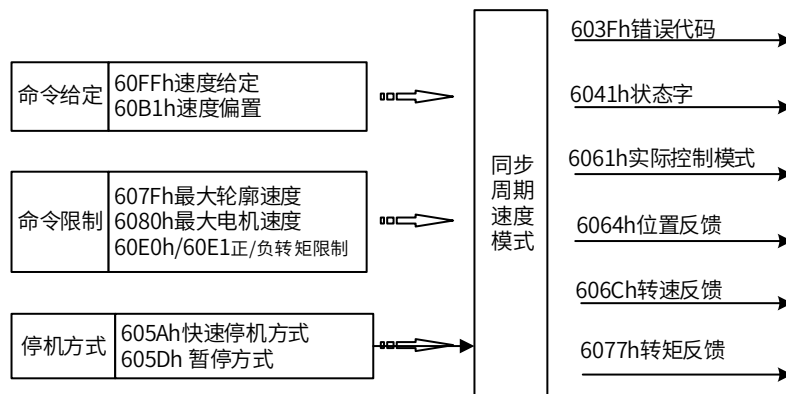 命令给定
60FFh速度给定
60B1h速度偏置
命令限制
607Fh最大轮廓速度
6080h最大电机速度
60E0h/60E1正/负转矩限制
停机方式
605Ah快速停机方式
605Dh 暂停方式
同步
周期
速度
模式
603Fh错误代码
6041h状态字
6061h实际控制模式
6064h位置反馈
606Ch转速反馈
6077h转矩反馈